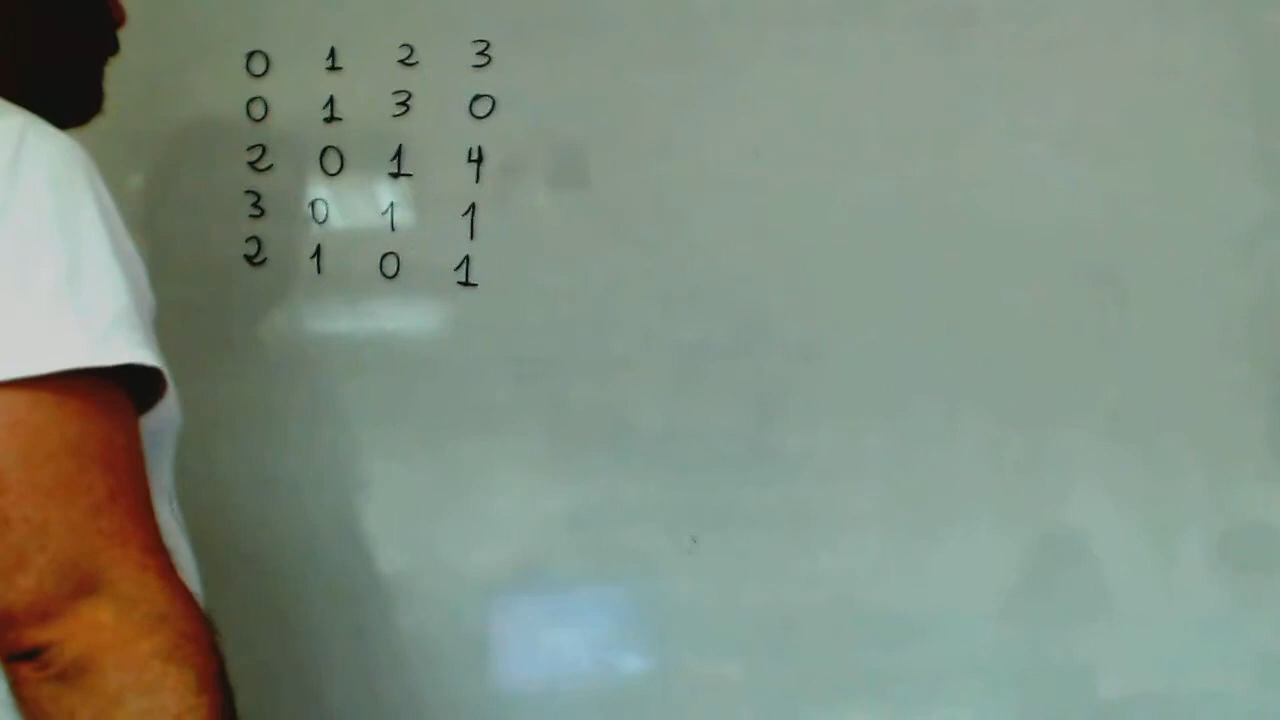 0 1 2 3
0 1 3 0
2 0 1 4
3 0 1 1
2 1 0 1